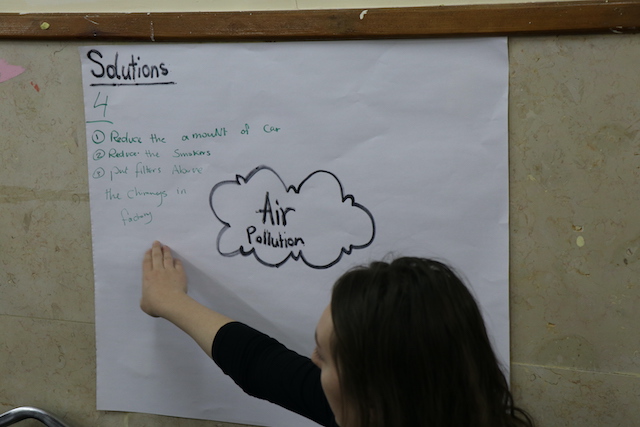 Solutions
4
① Reduce the amount of car
② Reduce the Smokers
③ put filters Above
the chimneys in
Air
Pollution